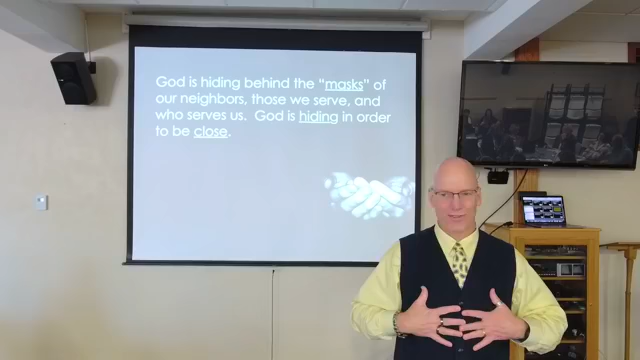 God is hiding behind the “masks” of
our neighbors, those we serve, and
who serves us.  God is hiding in order
to be close.